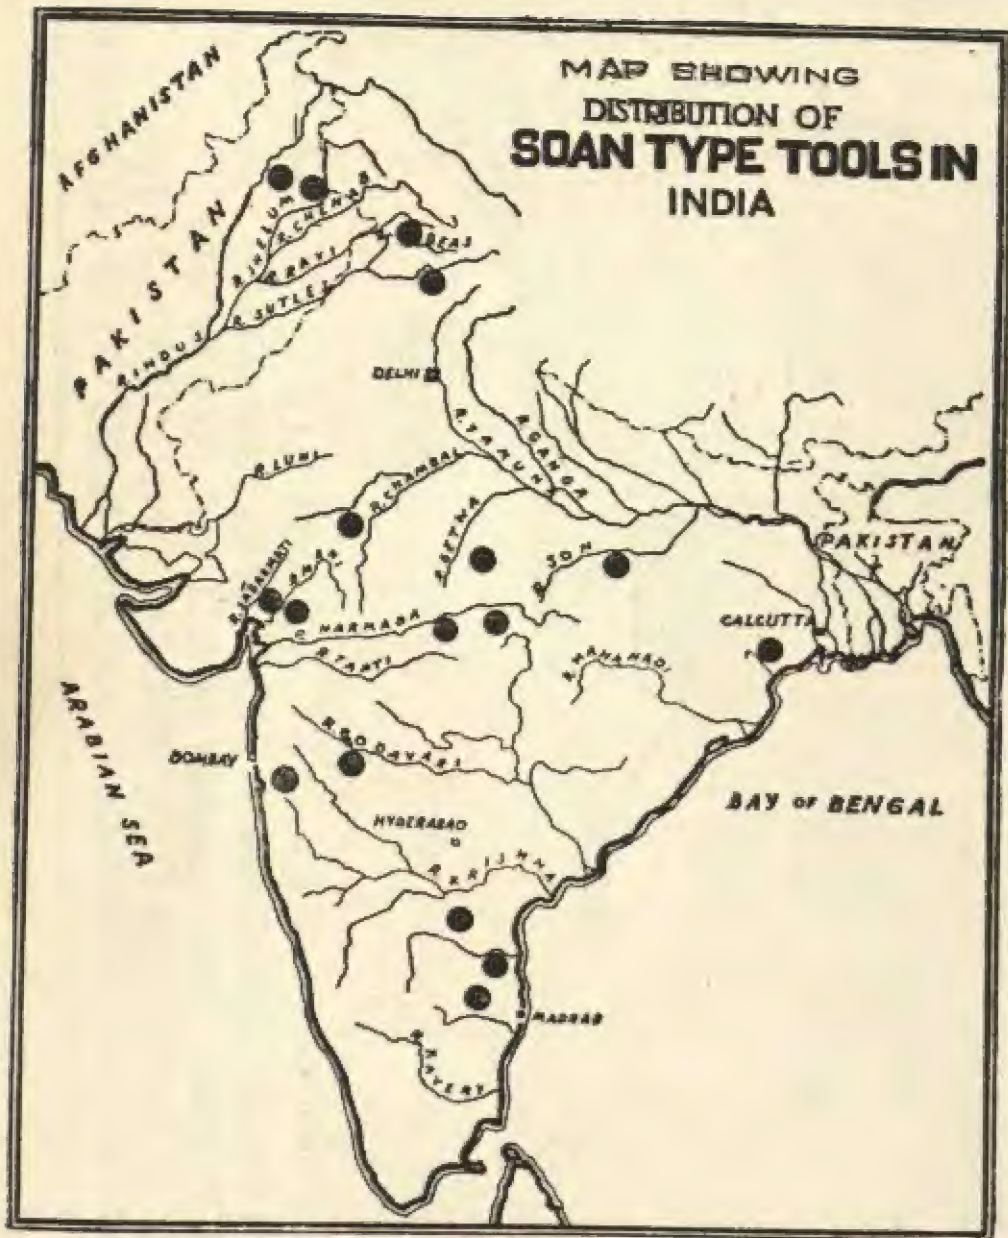 MAP SHOWING
DISTRIBUTION OF
SOAN TYPE TOOLS IN
INDIA
AFGHANISTAN
PAKISTAN
R.JHELUM
R.CHENAB
R.RAVI
BEAS
R.SUTLEJ
R.INDUS
DELHI
R.YAMUNA
R.GANGA
R.LUNI
R.CHAMBAL
R.BETWA
R.SON
PAKISTAN
R.SABARMATI
R.MAHI
NARMADA
R.TAPTI
R.MAHANADI
CALCUTTA
ARABIAN SEA
BOMBAY
R.GODAVARI
BAY OF BENGAL
HYDERABAD
R.KRISHNA
MADRAS
R.KAVERY